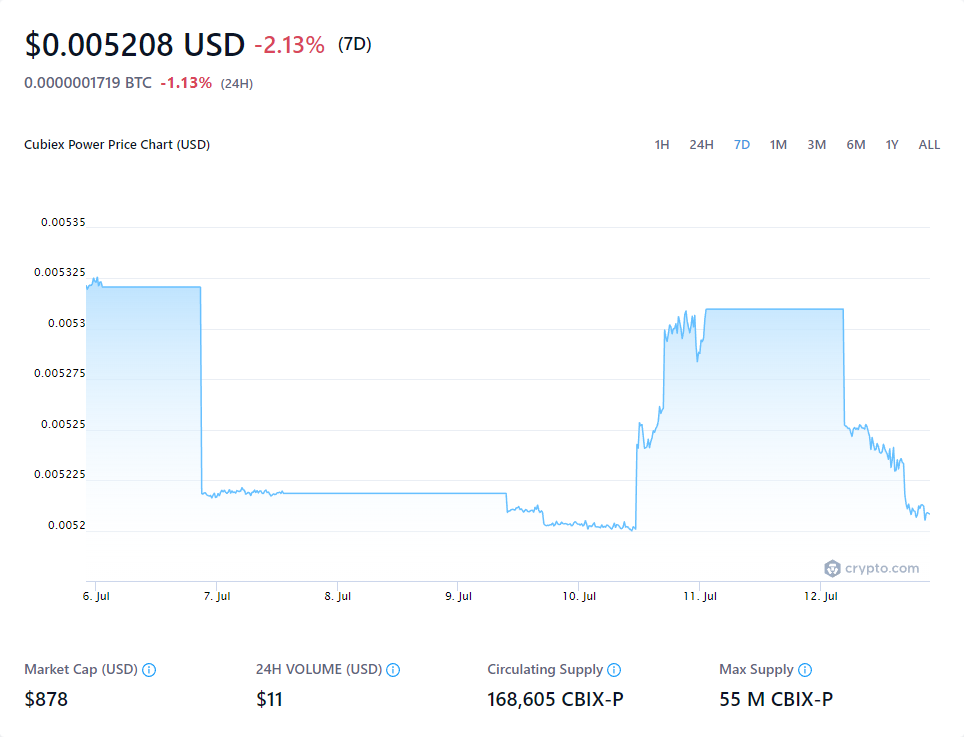 $0.005208 USD -2.13% (7D)
0.0000001719 BTC -1.13% (24H)
Cubiex Power Price Chart (USD) 1H 24H 7D 1M 3M 6M 1Y ALL
0.00535
0.005325
0.0053
0.005275
0.00525
0.005225
0.0052
crypto.com
6. Jul 7. Jul 8. Jul 9. Jul 10. Jul 11. Jul 12. Jul
Market Cap (USD) 24H VOLUME (USD) Circulating Supply Max Supply
$878 $11 168,605 CBIX-P 55 M CBIX-P